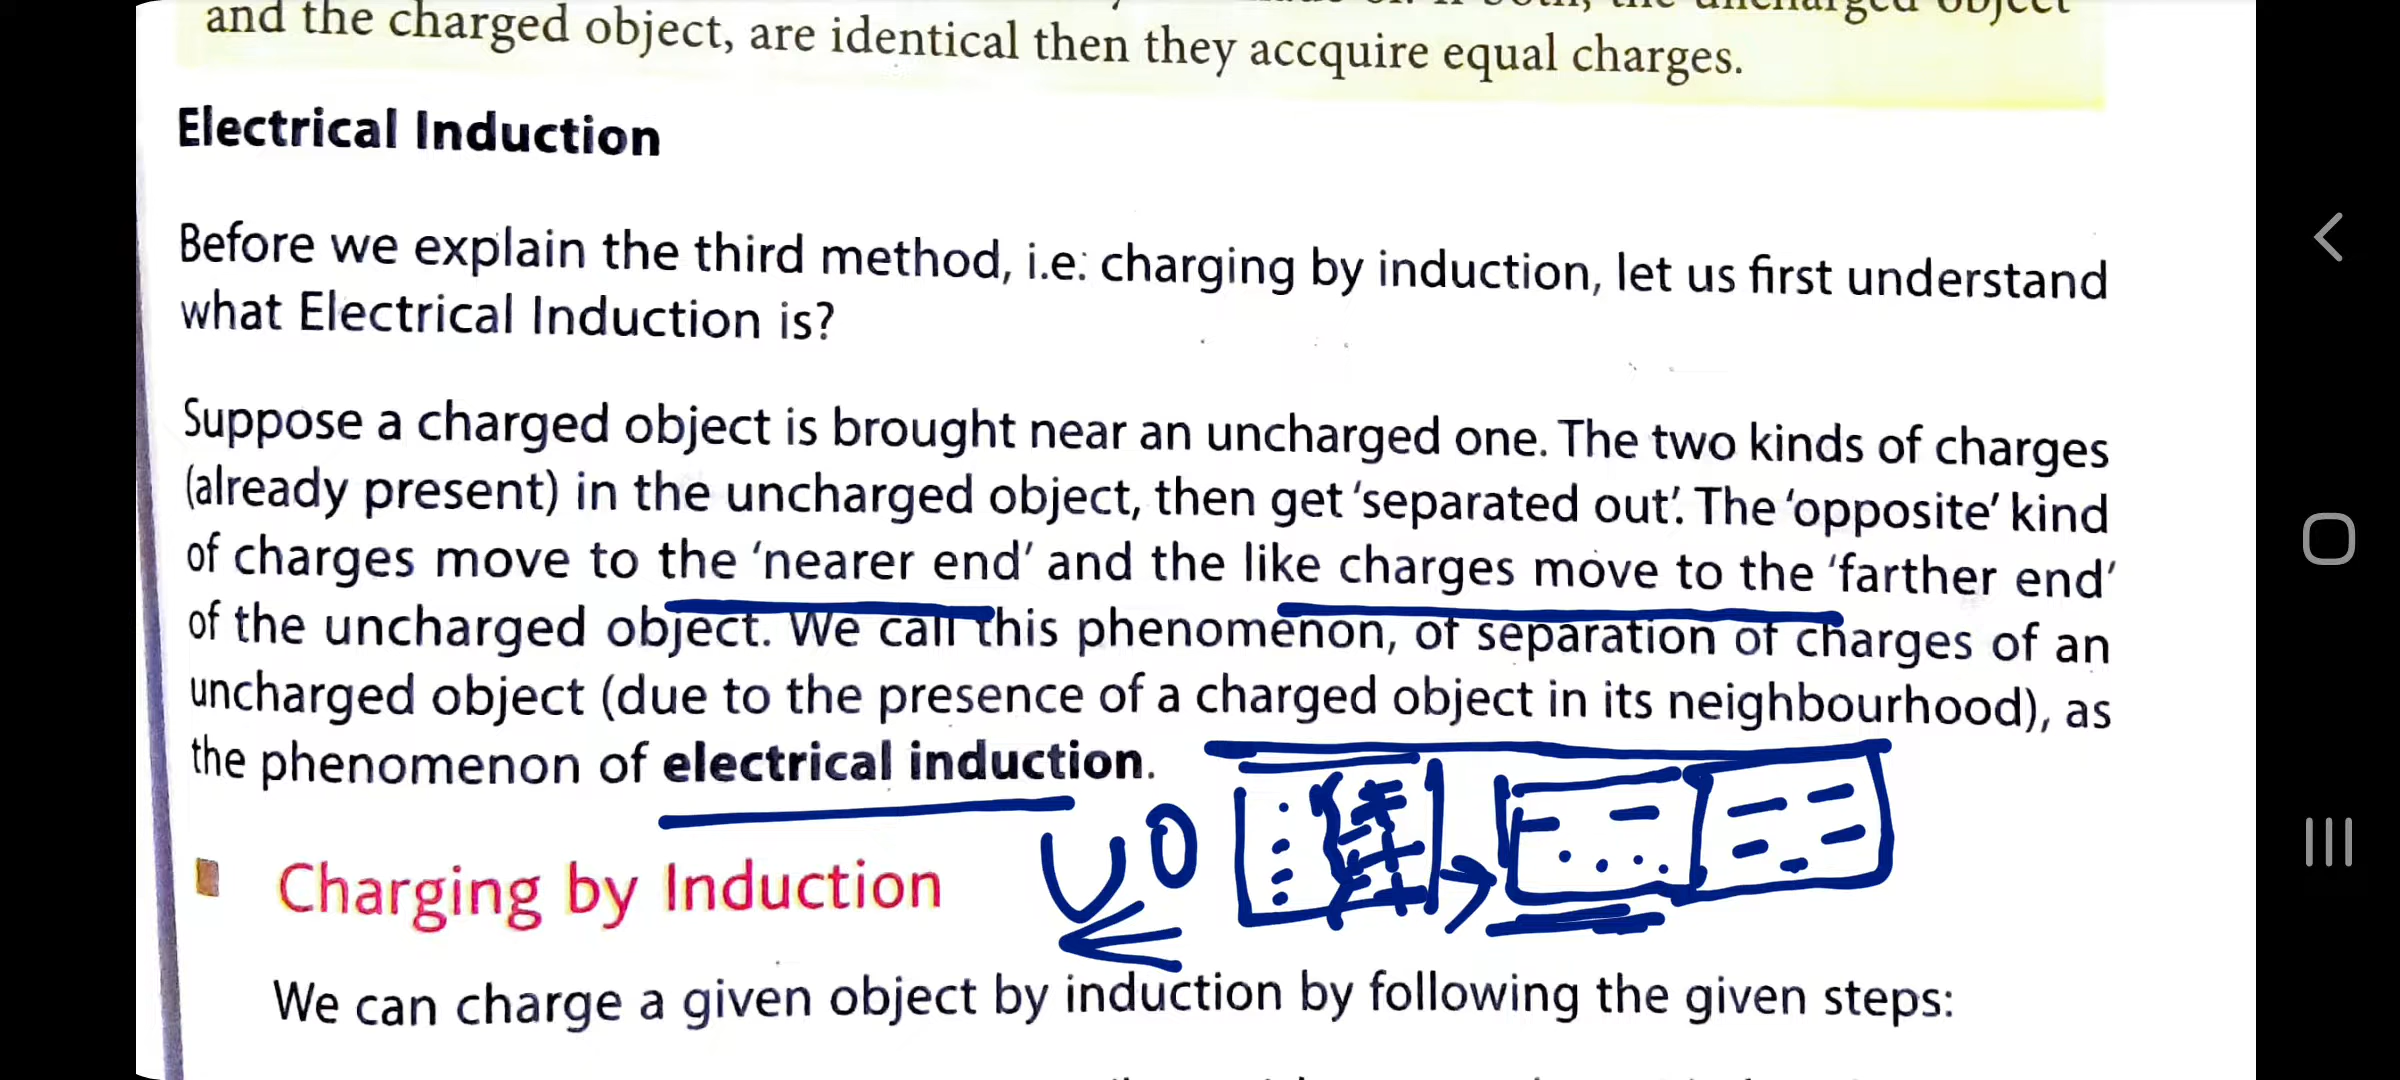 and the charged object, are identical then they accquire equal charges.
Electrical Induction
Before we explain the third method, i.e: charging by induction, let us first understand
what Electrical Induction is?
Suppose a charged object is brought near an uncharged one. The two kinds of charges
(already present) in the uncharged object, then get 'separated out'. The 'opposite' kind
of charges move to the 'nearer end' and the like charges move to the 'farther end'
of the uncharged object. We call this phenomenon, of separation of charges of an
uncharged object (due to the presence of a charged object in its neighbourhood), as
the phenomenon of electrical induction.
UO
Charging by Induction
We can charge a given object by induction by following the given steps: